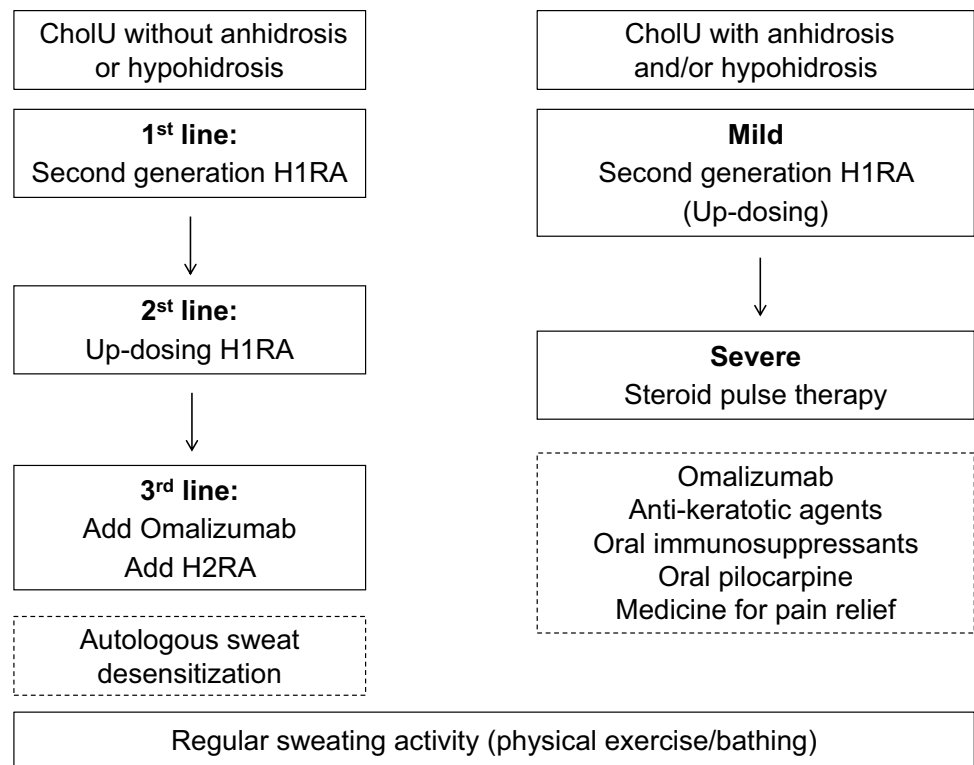 CholU without anhidrosis
or hypohidrosis
1st line:
Second generation H1RA
2st line:
Up-dosing H1RA
3rd line:
Add Omalizumab
Add H2RA
Autologous sweat
desensitization
CholU with anhidrosis
and/or hypohidrosis
Mild
Second generation H1RA
(Up-dosing)
Severe
Steroid pulse therapy
Omalizumab
Anti-keratotic agents
Oral immunosuppressants
Oral pilocarpine
Medicine for pain relief
Regular sweating activity (physical exercise/bathing)